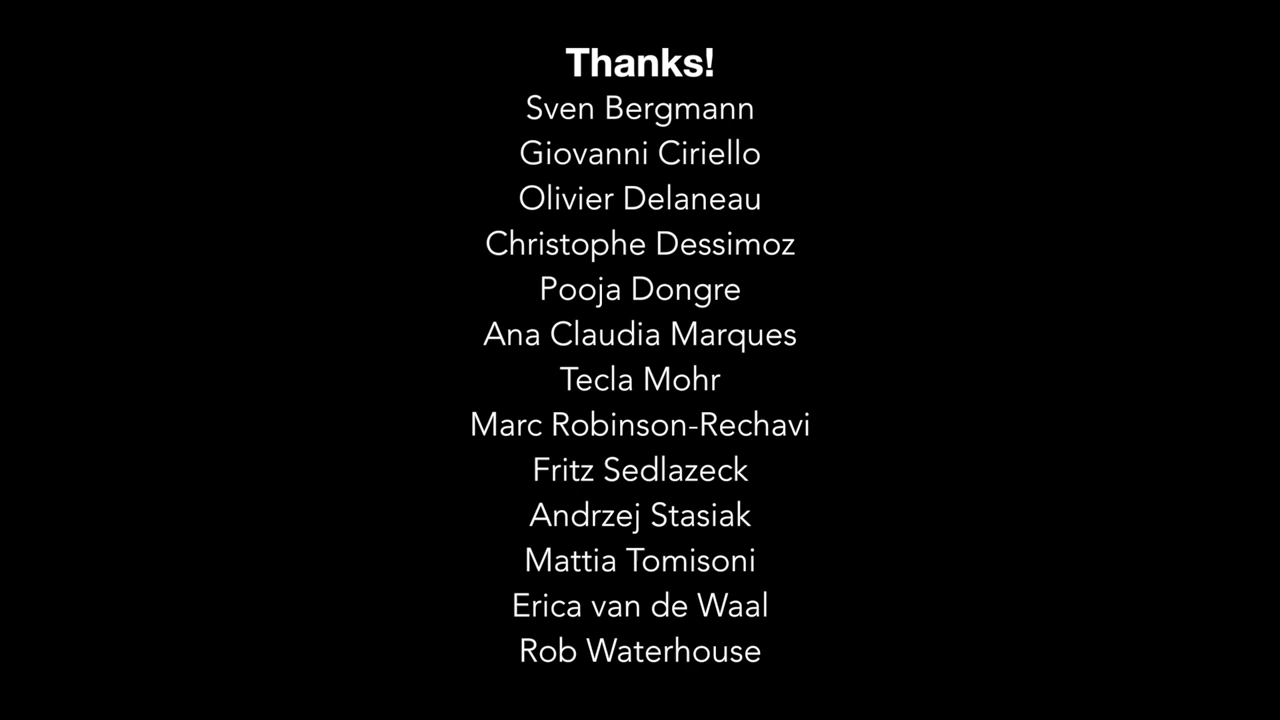 Thanks!
Sven Bergmann
Giovanni Ciriello
Olivier Delaneau
Christophe Dessimoz
Pooja Dongre
Ana Claudia Marques
Tecla Mohr
Marc Robinson-Rechavi
Fritz Sedlazeck
Andrzej Stasiak
Mattia Tomisoni
Erica van de Waal
Rob Waterhouse